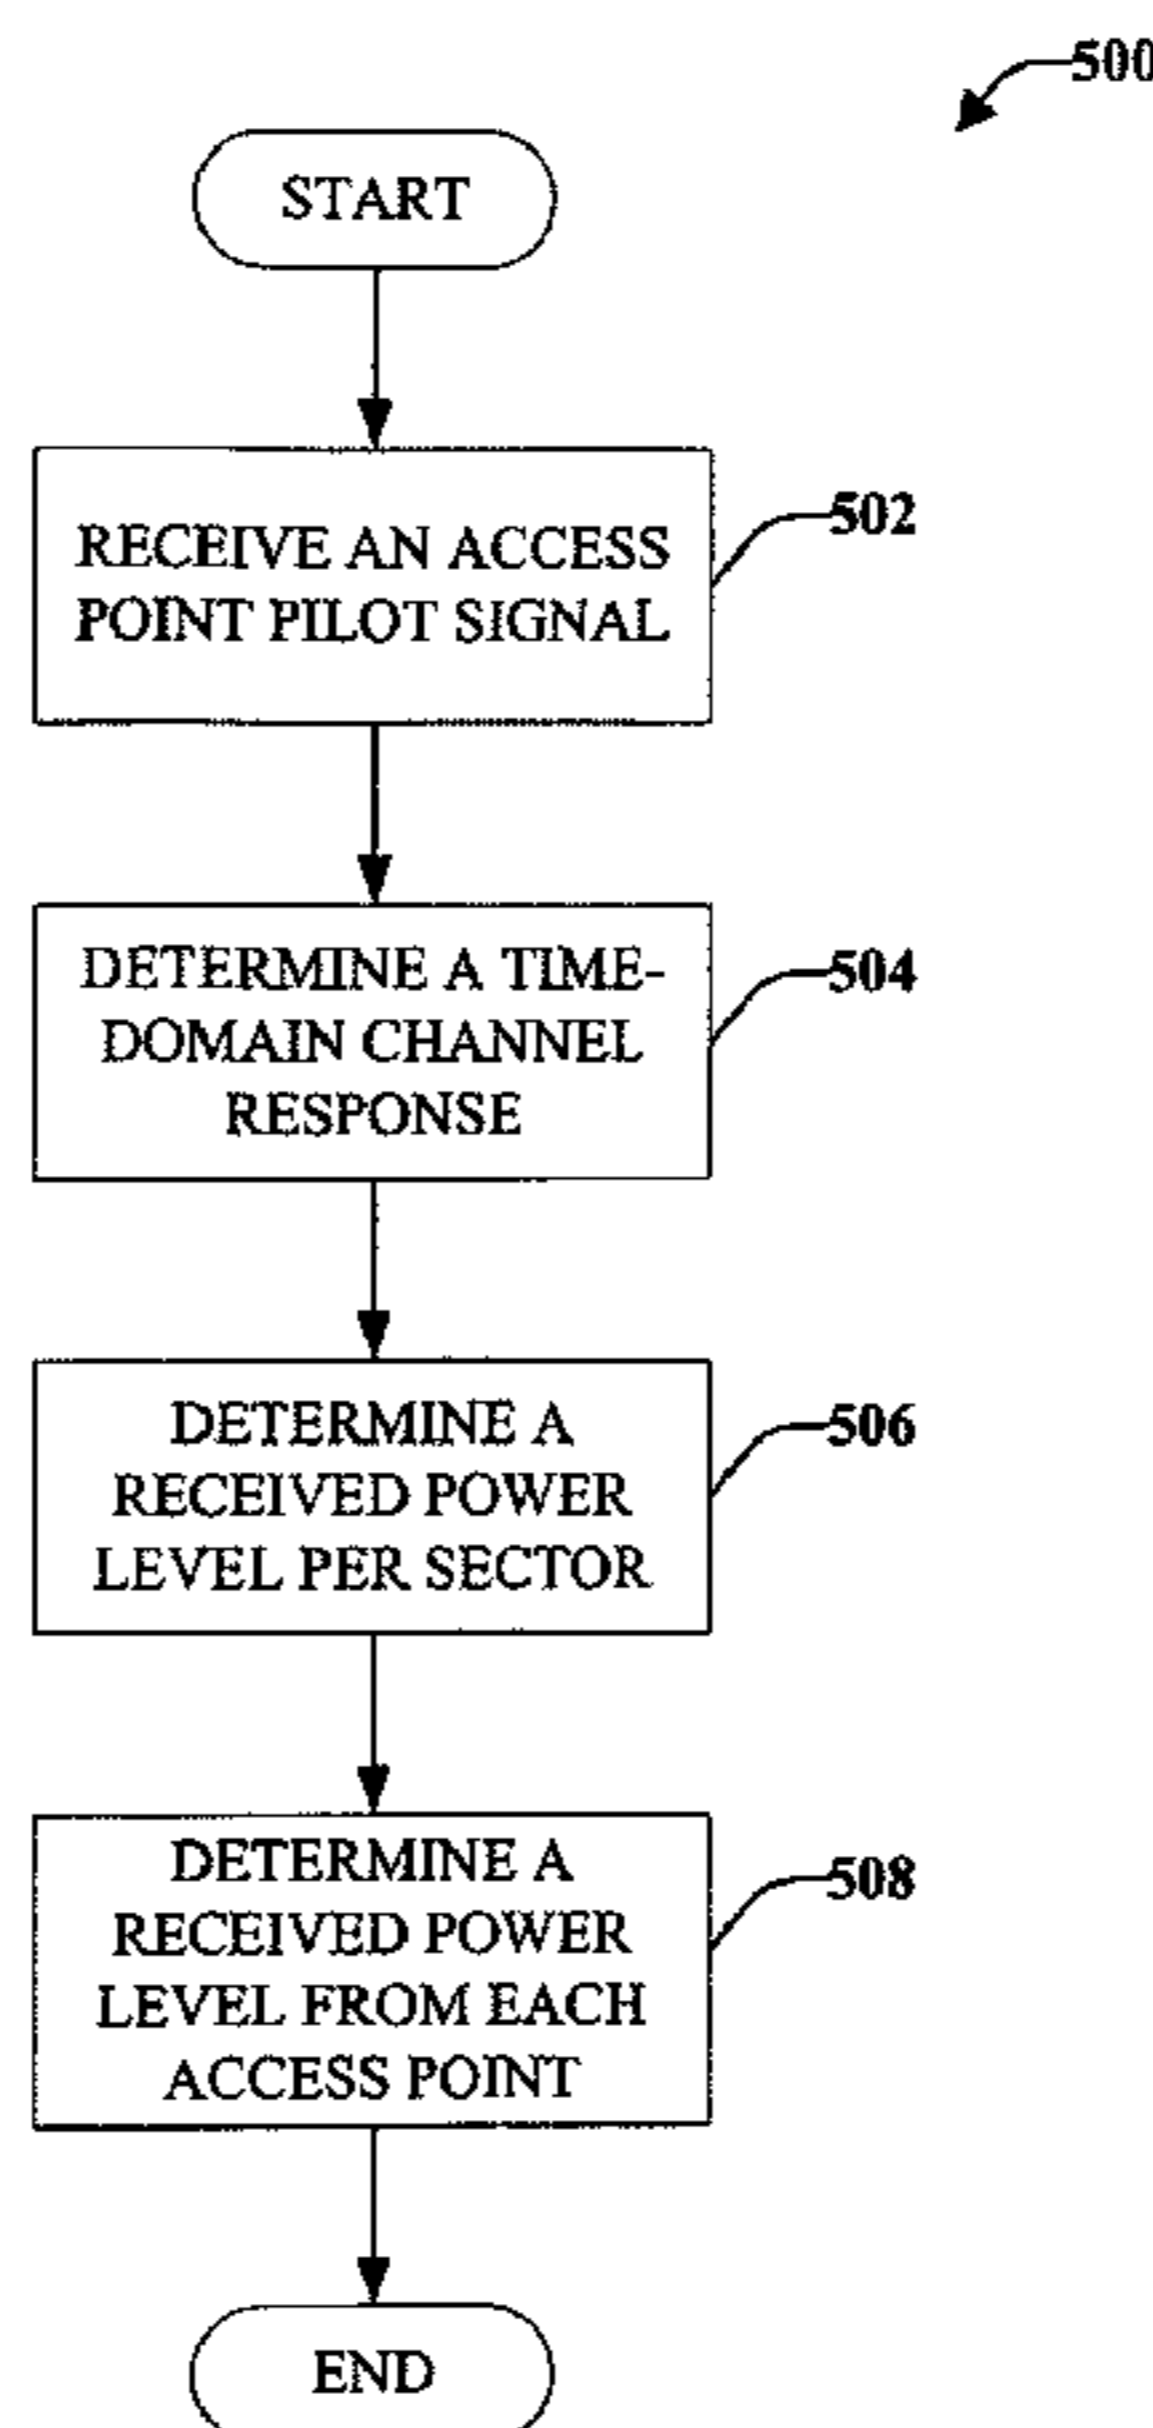 500
START
RECEIVE AN ACCESS
POINT PILOT SIGNAL
502
DETERMINE A TIME-
DOMAIN CHANNEL
RESPONSE
504
DETERMINE A
RECEIVED POWER
LEVEL PER SECTOR
506
DETERMINE A
RECEIVED POWER
LEVEL FROM EACH
ACCESS POINT
508
END